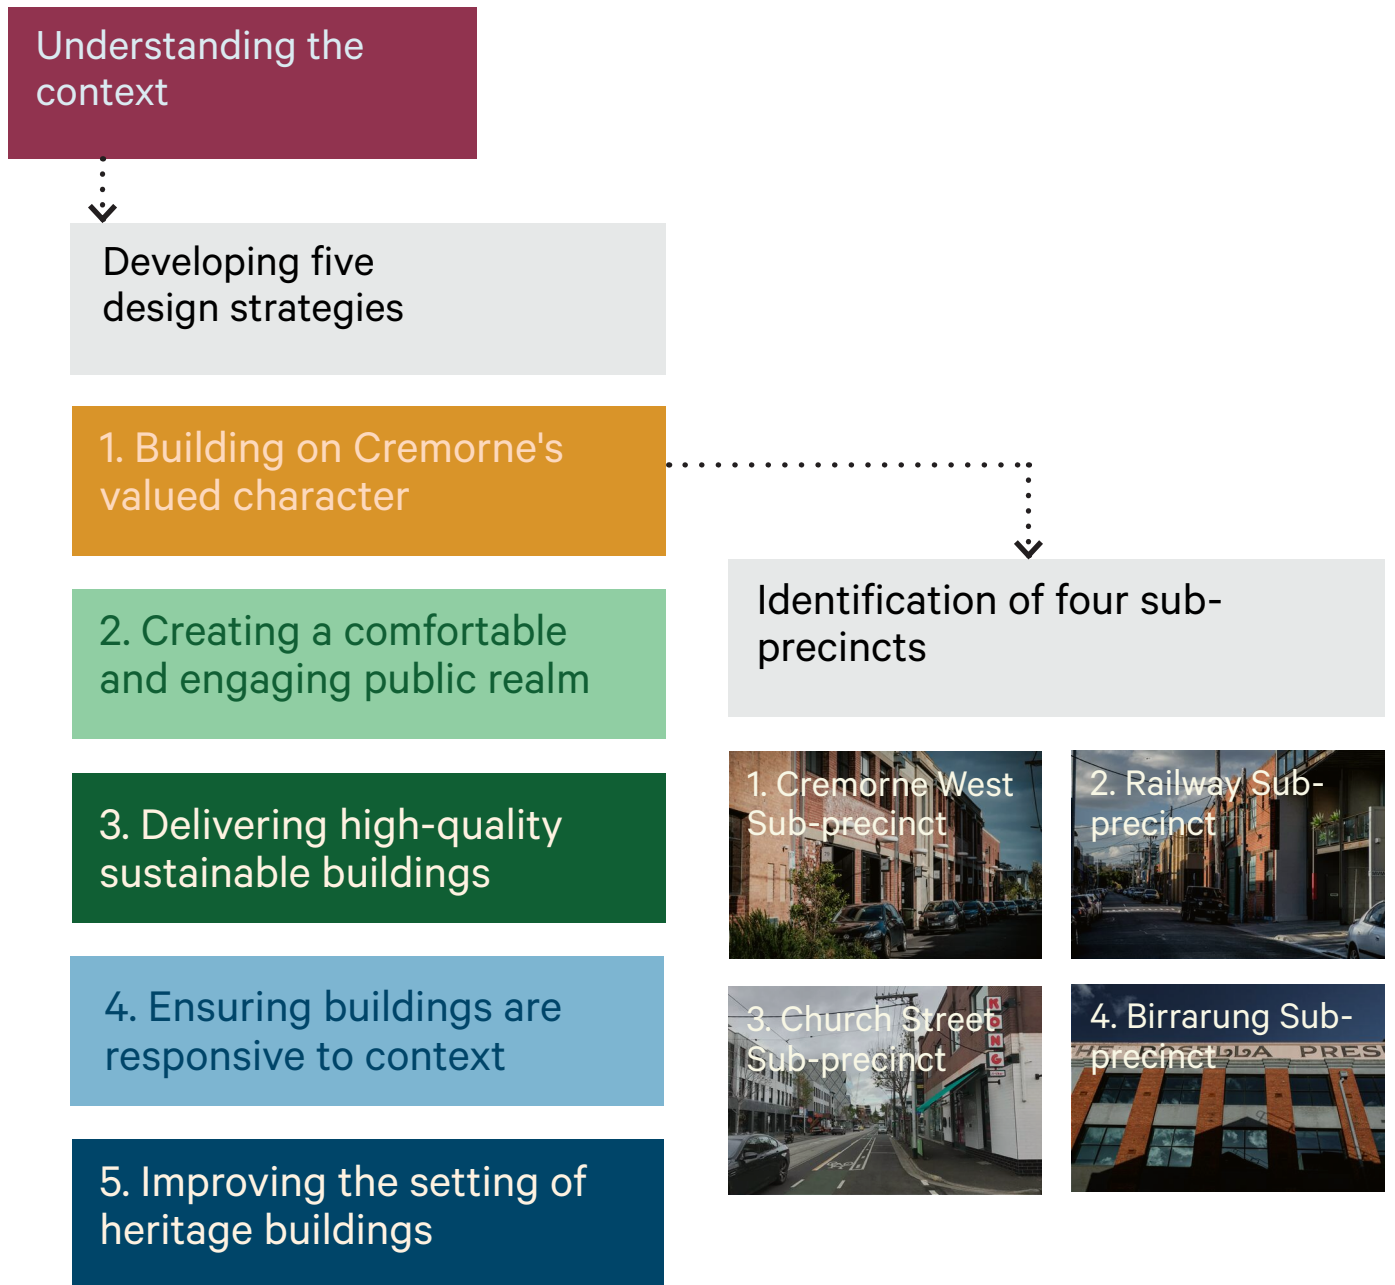 Understanding the
context
Developing five
design strategies
1. Building on Cremorne's
valued character
2. Creating a comfortable
and engaging public realm
3. Delivering high-quality
sustainable buildings
4. Ensuring buildings are
responsive to context
5. Improving the setting of
heritage buildings
Identification of four sub-
precincts
1. Cremorne West
Sub-precinct
2. Railway Sub-
precinct
3. Church Street
Sub-precinct
KONG
4. Birrarung Sub-
precinct